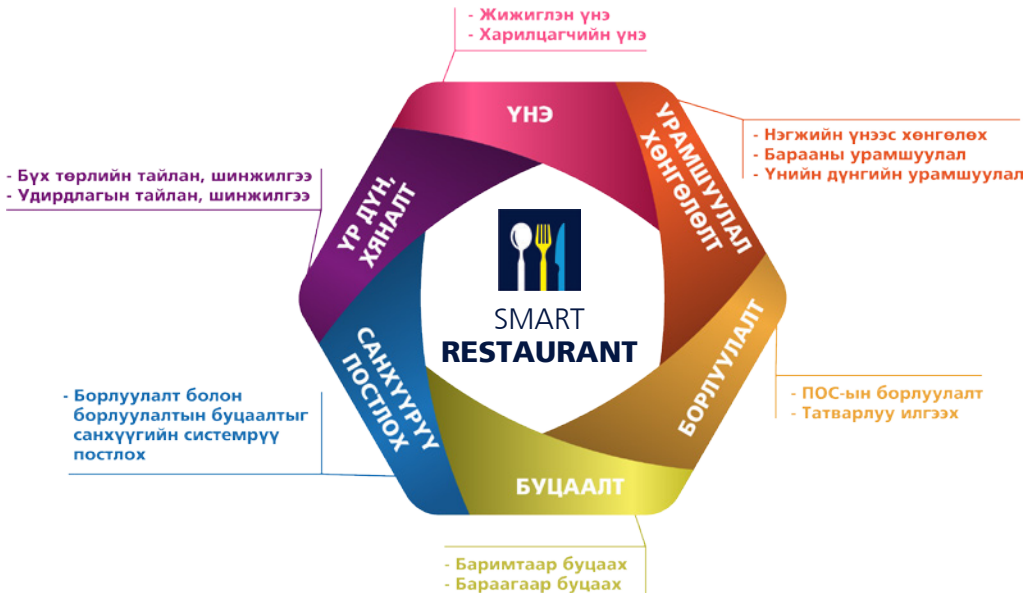 - Жижиглэн үнэ
- Харилцагчийн үнэ
ҮНЭ
УРАМШУУЛАЛ
ХӨНГӨЛӨЛТ
- Нэгжийн үнээс хөнгөлөх
- Барааны урамшуулал
- Үнийн дүнгийн урамшуулал
- Бүх төрлийн тайлан, шинжилгээ
- Удирдлагын тайлан, шинжилгээ
ҮР ДҮН,
ХЯНАЛТ
SMART
RESTAURANT
БОРЛУУЛАЛТ
- ПОС-ын борлуулалт
- Татварлуу илгээх
САНХҮҮРҮҮ
ПОСТЛОХ
- Борлуулалт болон
борлуулалтын буцаалтыг
санхүүгийн системрүү
постлох
БУЦААЛТ
- Баримтаар буцаах
- Бараагаар буцаах